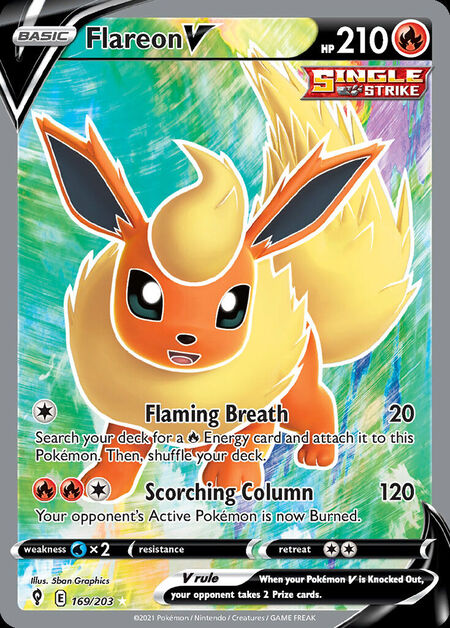 BASIC Flareon V HP 210
SINGLE STRIKE
Flaming Breath 20
Search your deck for a Energy card and attach it to this
Pokémon. Then, shuffle your deck.
Scorching Column 120
Your opponent's Active Pokémon is now Burned.
weakness ×2 resistance retreat
Illus. 5ban Graphics
V rule When your Pokémon V is Knocked Out,
your opponent takes 2 Prize cards.
E 169/203
©2021 Pokémon / Nintendo / Creatures / GAME FREAK